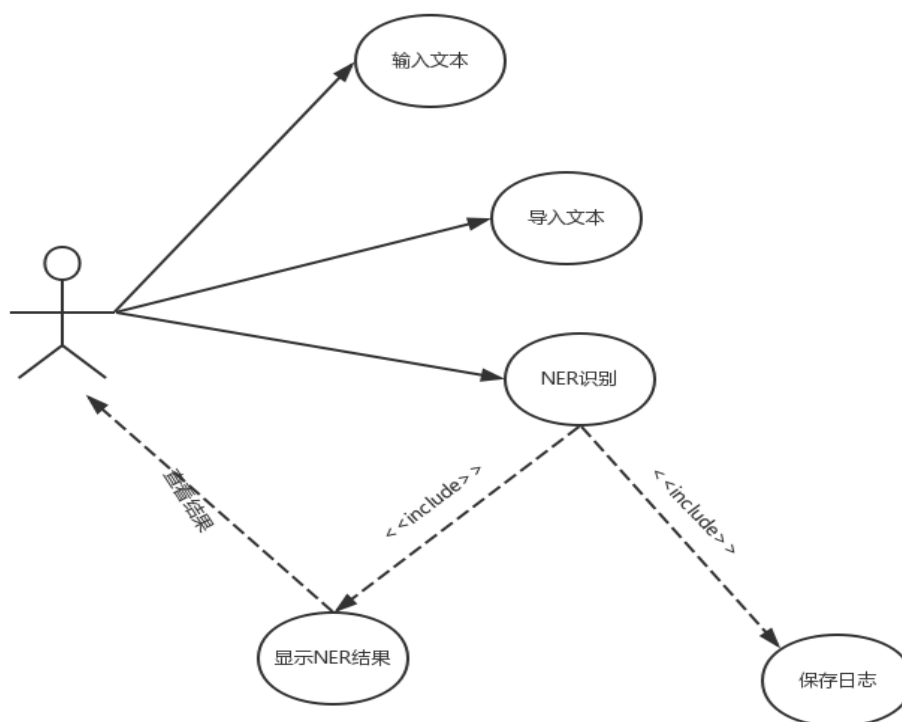 输入文本
导入文本
NER识别
查看结果
<<include>>
<<include>>
显示NER结果
保存日志